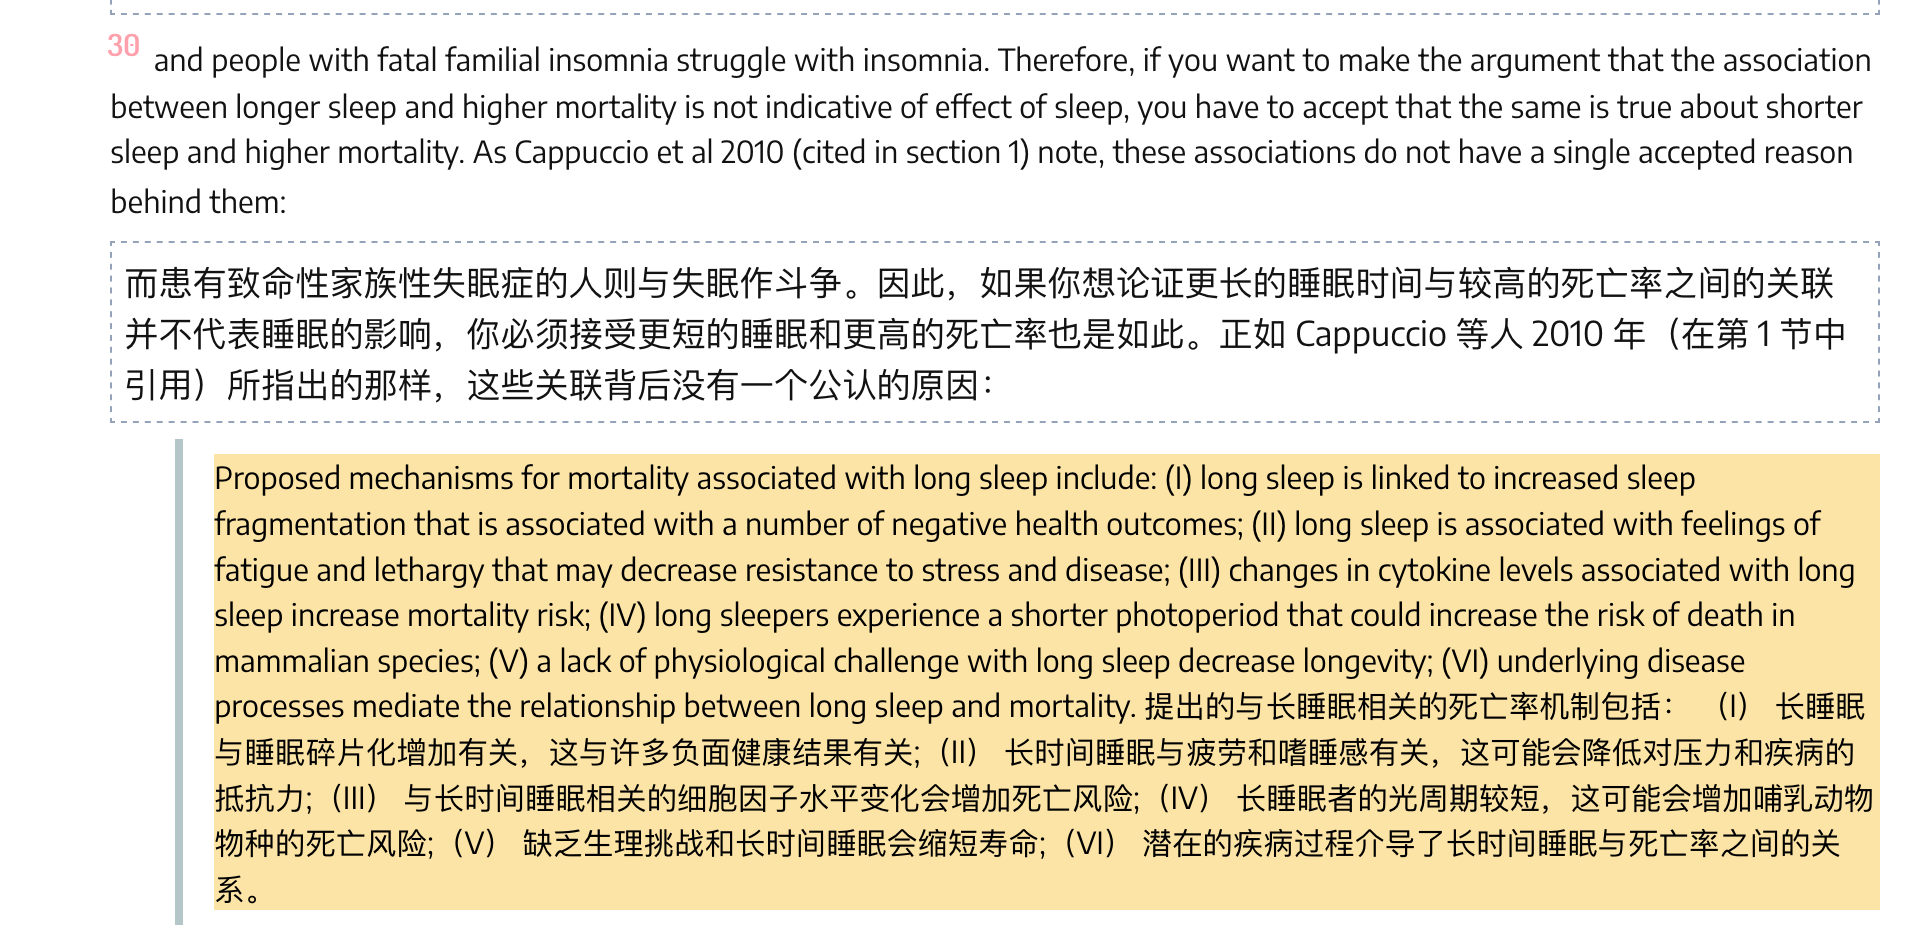 30
and people with fatal familial insomnia struggle with insomnia. Therefore, if you want to make the argument that the association
between longer sleep and higher mortality is not indicative of effect of sleep, you have to accept that the same is true about shorter
sleep and higher mortality. As Cappuccio et al 2010 (cited in section 1) note, these associations do not have a single accepted reason
behind them:
而患有致命性家族性失眠症的人则与失眠作斗争。因此，如果你想论证更长的睡眠时间与较高的死亡率之间的关联
并不代表睡眠的影响，你必须接受更短的睡眠和更高的死亡率也是如此。正如 Cappuccio 等人 2010 年（在第 1 节中
引用）所指出的那样，这些关联背后没有一个公认的原因：
Proposed mechanisms for mortality associated with long sleep include: (I) long sleep is linked to increased sleep
fragmentation that is associated with a number of negative health outcomes; (II) long sleep is associated with feelings of
fatigue and lethargy that may decrease resistance to stress and disease; (III) changes in cytokine levels associated with long
sleep increase mortality risk; (IV) long sleepers experience a shorter photoperiod that could increase the risk of death in
mammalian species; (V) a lack of physiological challenge with long sleep decrease longevity; (VI) underlying disease
processes mediate the relationship between long sleep and mortality. 提出的与长睡眠相关的死亡率机制包括： （I） 长睡眠
与睡眠碎片化增加有关，这与许多负面健康结果有关;（II） 长时间睡眠与疲劳和嗜睡感有关，这可能会降低对压力和疾病的
抵抗力;（III） 与长时间睡眠相关的细胞因子水平变化会增加死亡风险;（IV） 长睡眠者的光周期较短，这可能会增加哺乳动物
物种的死亡风险;（V） 缺乏生理挑战和长时间睡眠会缩短寿命;（VI） 潜在的疾病过程介导了长时间睡眠与死亡率之间的关
系。